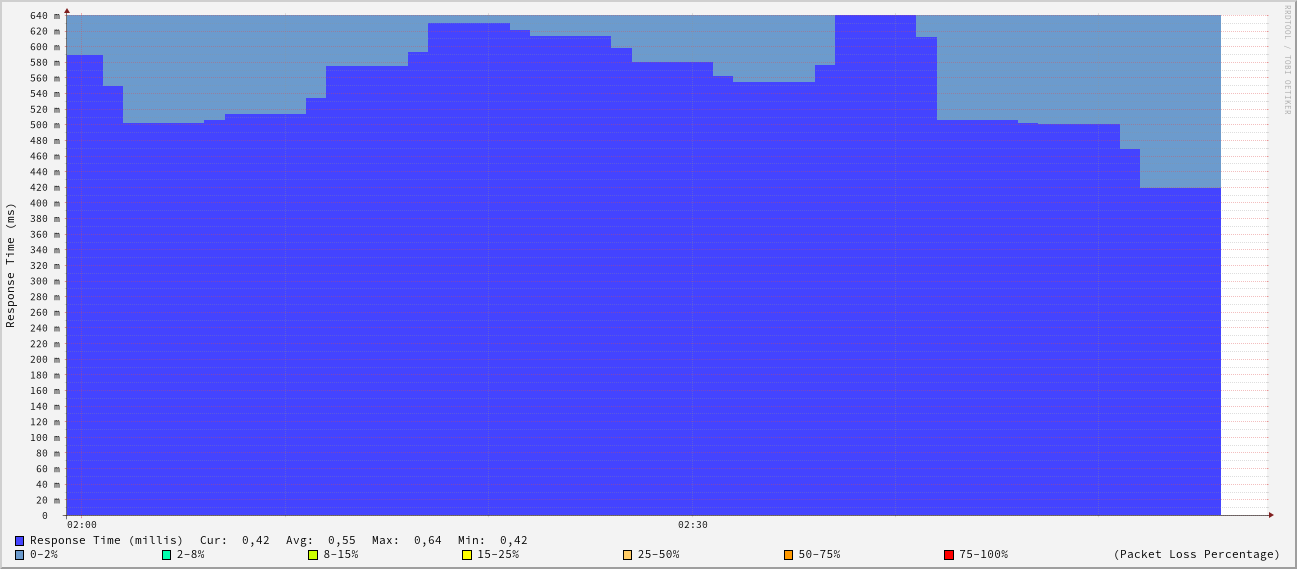 RRDTOOL / TOBI OETIKER
Response Time (ms)
640 m
620 m
600 m
580 m
560 m
540 m
520 m
500 m
480 m
460 m
440 m
420 m
400 m
380 m
360 m
340 m
320 m
300 m
280 m
260 m
240 m
220 m
200 m
180 m
160 m
140 m
120 m
100 m
80 m
60 m
40 m
20 m
0
02:00 02:30
Response Time (millis) Cur: 0,42 Avg: 0,55 Max: 0,64 Min: 0,42
0-2% 2-8% 8-15% 15-25% 25-50% 50-75% 75-100% (Packet Loss Percentage)